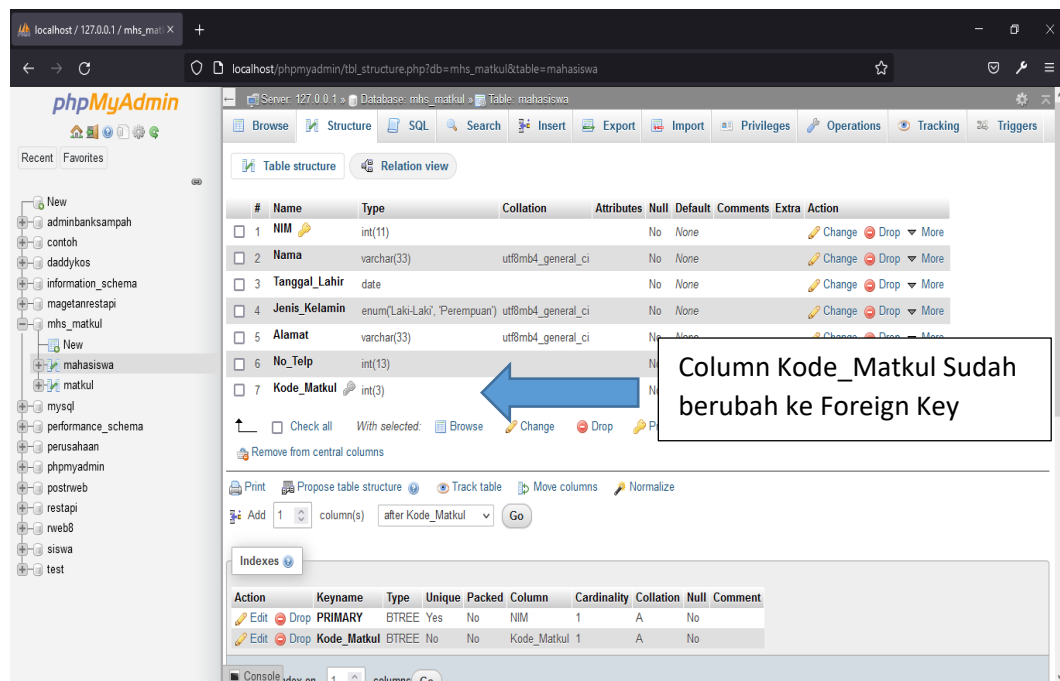 localhost / 127.0.0.1 / mhs_mat
localhost/phpmyadmin/tbl_structure.php?db=mhs_matkul&table=mahasiswa
phpMyAdmin
Recent Favorites
New
adminbanksampah
contoh
daddykos
information_schema
magetanrestapi
mhs_matkul
New
mahasiswa
matkul
mysql
performance_schema
perusahaan
phpmyadmin
postrweb
restapi
rweb8
siswa
test
Server: 127.0.0.1 » Database: mhs_matkul » Table: mahasiswa
Browse Structure SQL Search Insert Export Import Privileges Operations Tracking Triggers
Table structure Relation view
# Name Type Collation Attributes Null Default Comments Extra Action
1 NIM int(11) No None Change Drop More
2 Nama varchar(33) utf8mb4_general_ci No None Change Drop More
3 Tanggal_Lahir date No None Change Drop More
4 Jenis_Kelamin enum('Laki-Laki', 'Perempuan') utf8mb4_general_ci No None Change Drop More
5 Alamat varchar(33) utf8mb4_general_ci No None Change Drop More
6 No_Telp int(13)
7 Kode_Matkul int(3)
Column Kode_Matkul Sudah
berubah ke Foreign Key
Check all With selected: Browse Change Drop
Remove from central columns
Print Propose table structure Track table Move columns Normalize
Add 1 column(s) after Kode_Matkul Go
Indexes
Action Keyname Type Unique Packed Column Cardinality Collation Null Comment
Edit Drop PRIMARY BTREE Yes No NIM 1 A No
Edit Drop Kode_Matkul BTREE No No Kode_Matkul 1 A No
Console